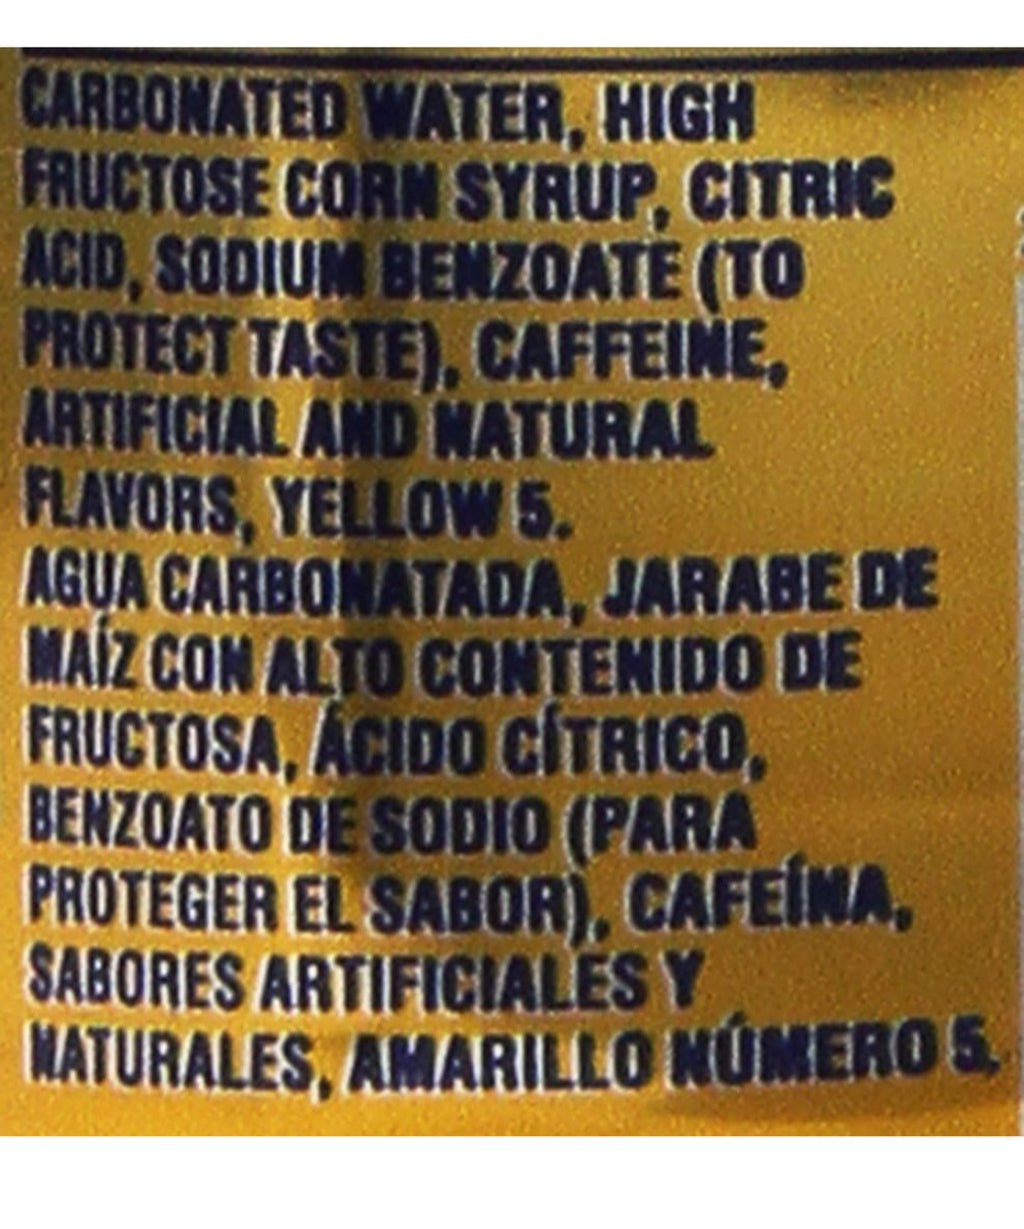 CARBONATED WATER, HIGH
FRUCTOSE CORN SYRUP, CITRIC
ACID, SODIUM BENZOATE (TO
PROTECT TASTE), CAFFEINE,
ARTIFICIAL AND NATURAL
FLAVORS, YELLOW 5.
AGUA CARBONATADA, JARABE DE
MAÍZ CON ALTO CONTENIDO DE
FRUCTOSA, ÁCIDO CÍTRICO,
BENZOATO DE SODIO (PARA
PROTEGER EL SABOR), CAFEÍNA,
SABORES ARTIFICIALES Y
NATURALES, AMARILLO NÚMERO 5.